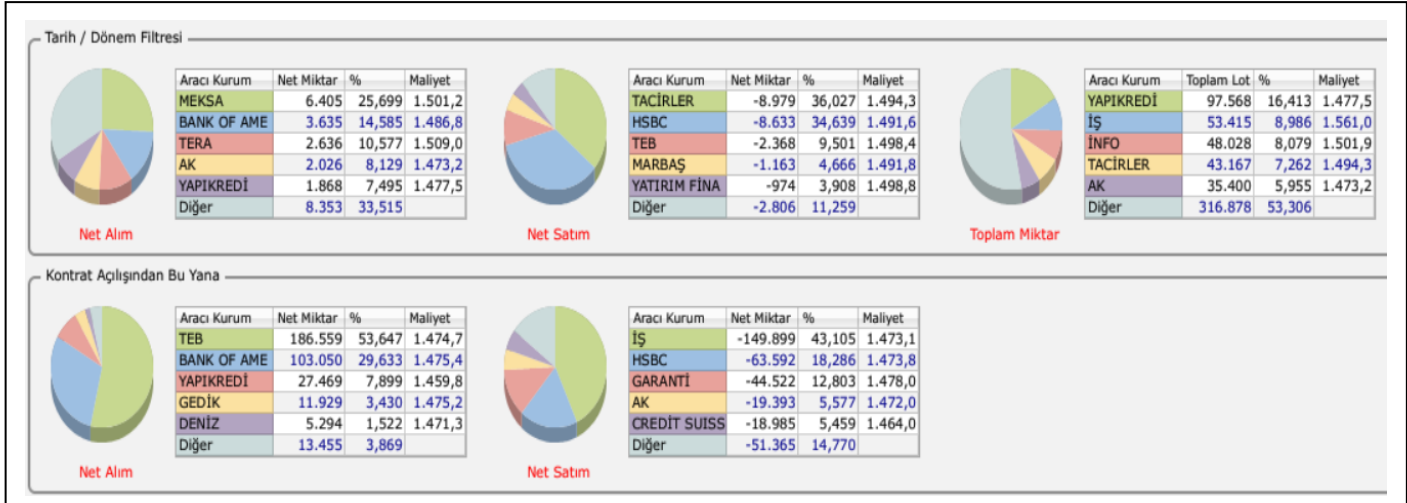 Tarih / Dönem Filtresi
Aracı Kurum Net Miktar % Maliyet
MEKSA 6.405 25,699 1.501,2
BANK OF AME 3.635 14,585 1.486,8
TERA 2.636 10,577 1.509,0
AK 2.026 8,129 1.473,2
YAPIKREDİ 1.868 7,495 1.477,5
Diğer 8.353 33,515
Net Alım
Aracı Kurum Net Miktar % Maliyet
TACİRLER -8.979 36,027 1.494,3
HSBC -8.633 34,639 1.491,6
TEB -2.368 9,501 1.498,4
MARBAŞ -1.163 4,666 1.491,8
YATIRIM FİNA -974 3,908 1.498,8
Diğer -2.806 11,259
Net Satım
Aracı Kurum Toplam Lot % Maliyet
YAPIKREDİ 97.568 16,413 1.477,5
İŞ 53.415 8,986 1.561,0
İNFO 48.028 8,079 1.501,9
TACİRLER 43.167 7,262 1.494,3
AK 35.400 5,955 1.473,2
Diğer 316.878 53,306
Toplam Miktar
Kontrat Açılışından Bu Yana
Aracı Kurum Net Miktar % Maliyet
TEB 186.559 53,647 1.474,7
BANK OF AME 103.050 29,633 1.475,4
YAPIKREDİ 27.469 7,899 1.459,8
GEDİK 11.929 3,430 1.475,2
DENİZ 5.294 1,522 1.471,3
Diğer 13.455 3,869
Net Alım
Aracı Kurum Net Miktar % Maliyet
İŞ -149.899 43,105 1.473,1
HSBC -63.592 18,286 1.473,8
GARANTİ -44.522 12,803 1.478,0
AK -19.393 5,577 1.472,0
CREDİT SUISS -18.985 5,459 1.464,0
Diğer -51.365 14,770
Net Satım